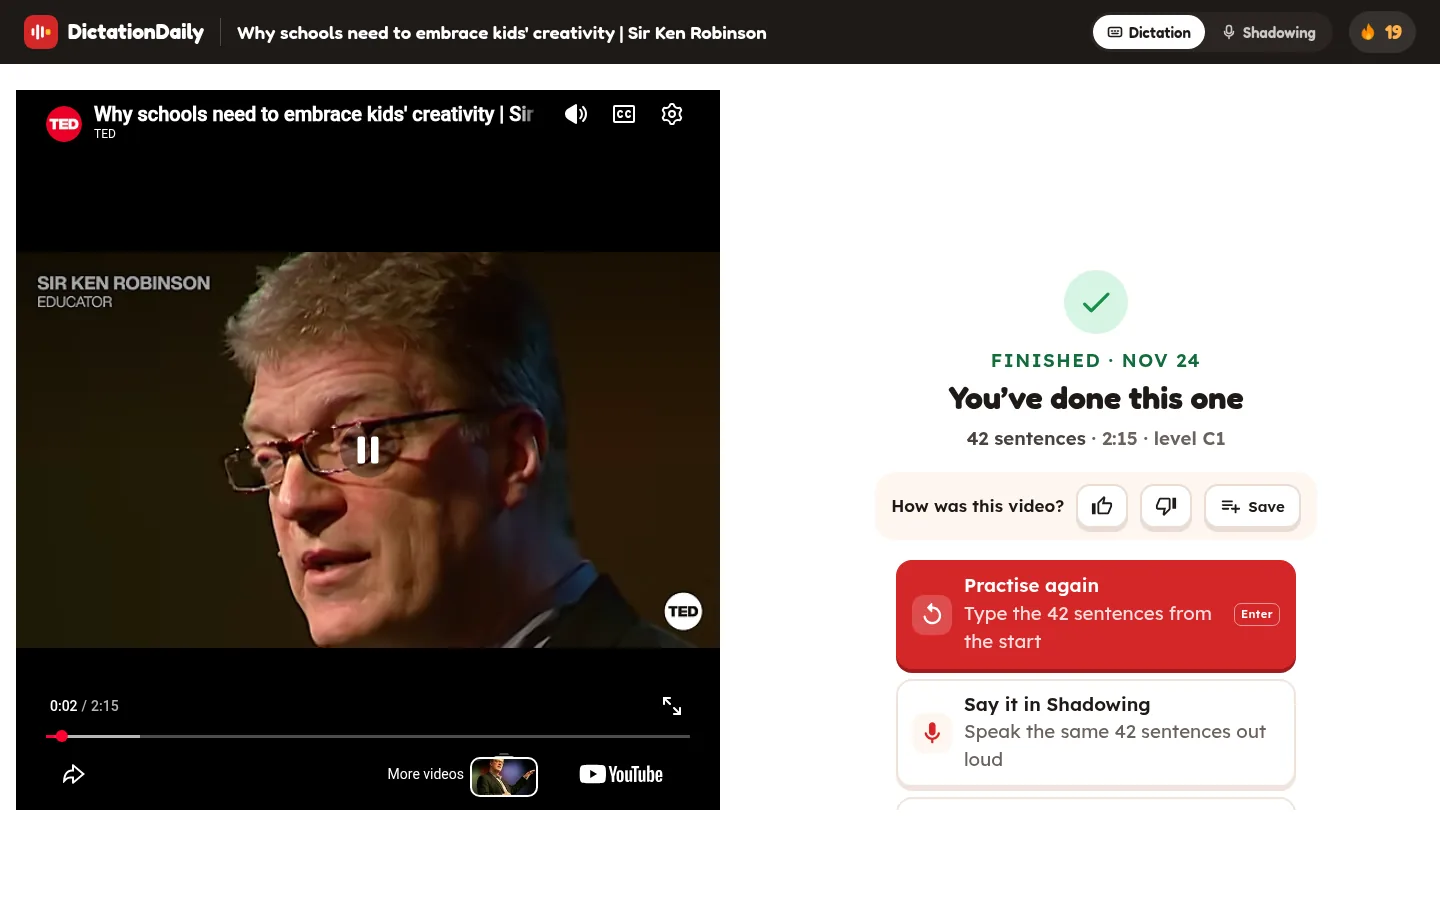 DictationDaily
Why schools need to embrace kids' creativity | Sir Ken Robinson
Dictation
Shadowing
19
TED
Why schools need to embrace kids' creativity | Sir
TED
SIR KEN ROBINSON
EDUCATOR
TED
0:02 / 2:15
More videos
YouTube
FINISHED · NOV 24
You've done this one
42 sentences · 2:15 · level C1
How was this video?
Save
Practise again
Type the 42 sentences from
the start
Enter
Say it in Shadowing
Speak the same 42 sentences out
loud